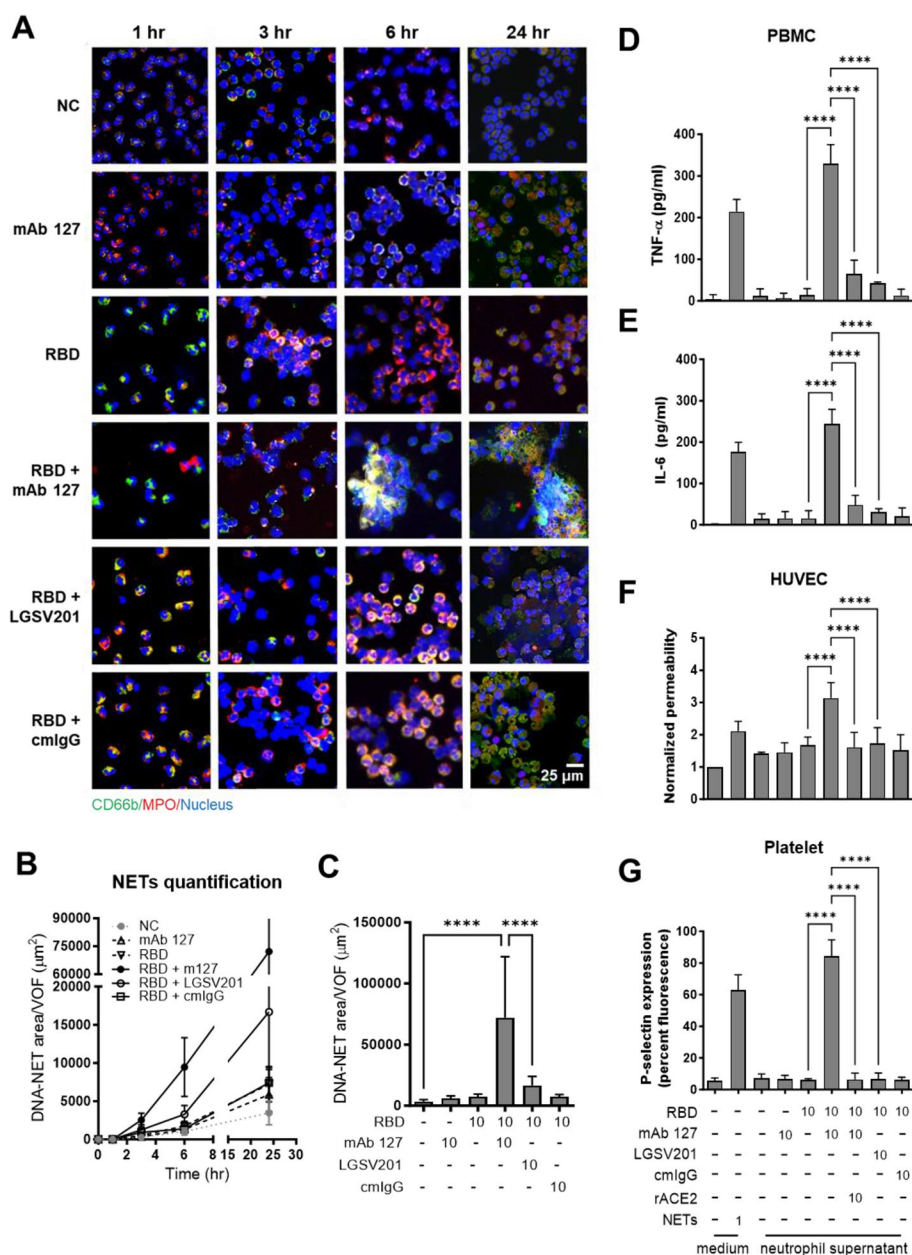 A
1 hr 3 hr 6 hr 24 hr
NC
mAb 127
RBD
RBD +
mAb 127
RBD +
LGSV201
RBD +
cmIgG
25 μm
CD66b/MPO/Nucleus
B
NETs quantification
DNA-NET area/VOF (μm²)
90000
75000
20000
15000
10000
5000
0
NC
mAb 127
RBD
RBD + m127
RBD + LGSV201
RBD + cmIgG
0 2 4 6 8 15 20 25 30
Time (hr)
C
DNA-NET area/VOF (μm²)
150000
100000
50000
0
**** ****
RBD - - 10 10 10 10
mAb 127 - 10 - 10 - -
LGSV201 - - - - 10 -
cmIgG - - - - - 10
D
PBMC
TNF-α (pg/ml)
400
300
200
100
0
****
****
****
E
IL-6 (pg/ml)
400
300
200
100
0
****
****
****
HUVEC
F
Normalized permeability
5
4
3
2
1
0
****
****
****
Platelet
G
P-selectin expression
(percent fluorescence)
100
80
60
40
20
0
****
****
****
RBD - - - - 10 10 10 10 10
mAb 127 - - - 10 - 10 10 - -
LGSV201 - - - - - - - 10 -
cmIgG - - - - - - - - 10
rACE2 - - - - - - 10 - -
NETs - 1 - - - - - - -
medium neutrophil supernatant